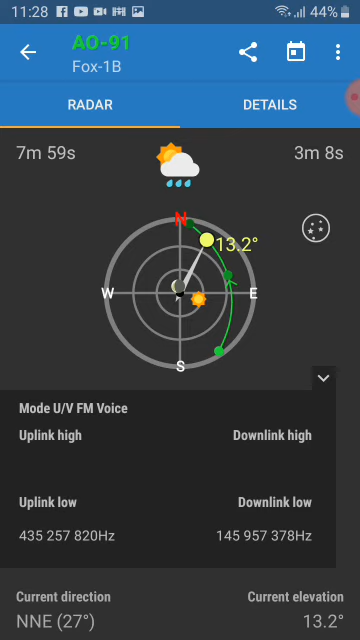 11:28 44%
AO-91
Fox-1B
RADAR DETAILS
7m 59s 3m 8s
N
13.2°
W E
S
Mode U/V FM Voice
Uplink high Downlink high
Uplink low Downlink low
435 257 820Hz 145 957 378Hz
Current direction Current elevation
NNE (27°) 13.2°